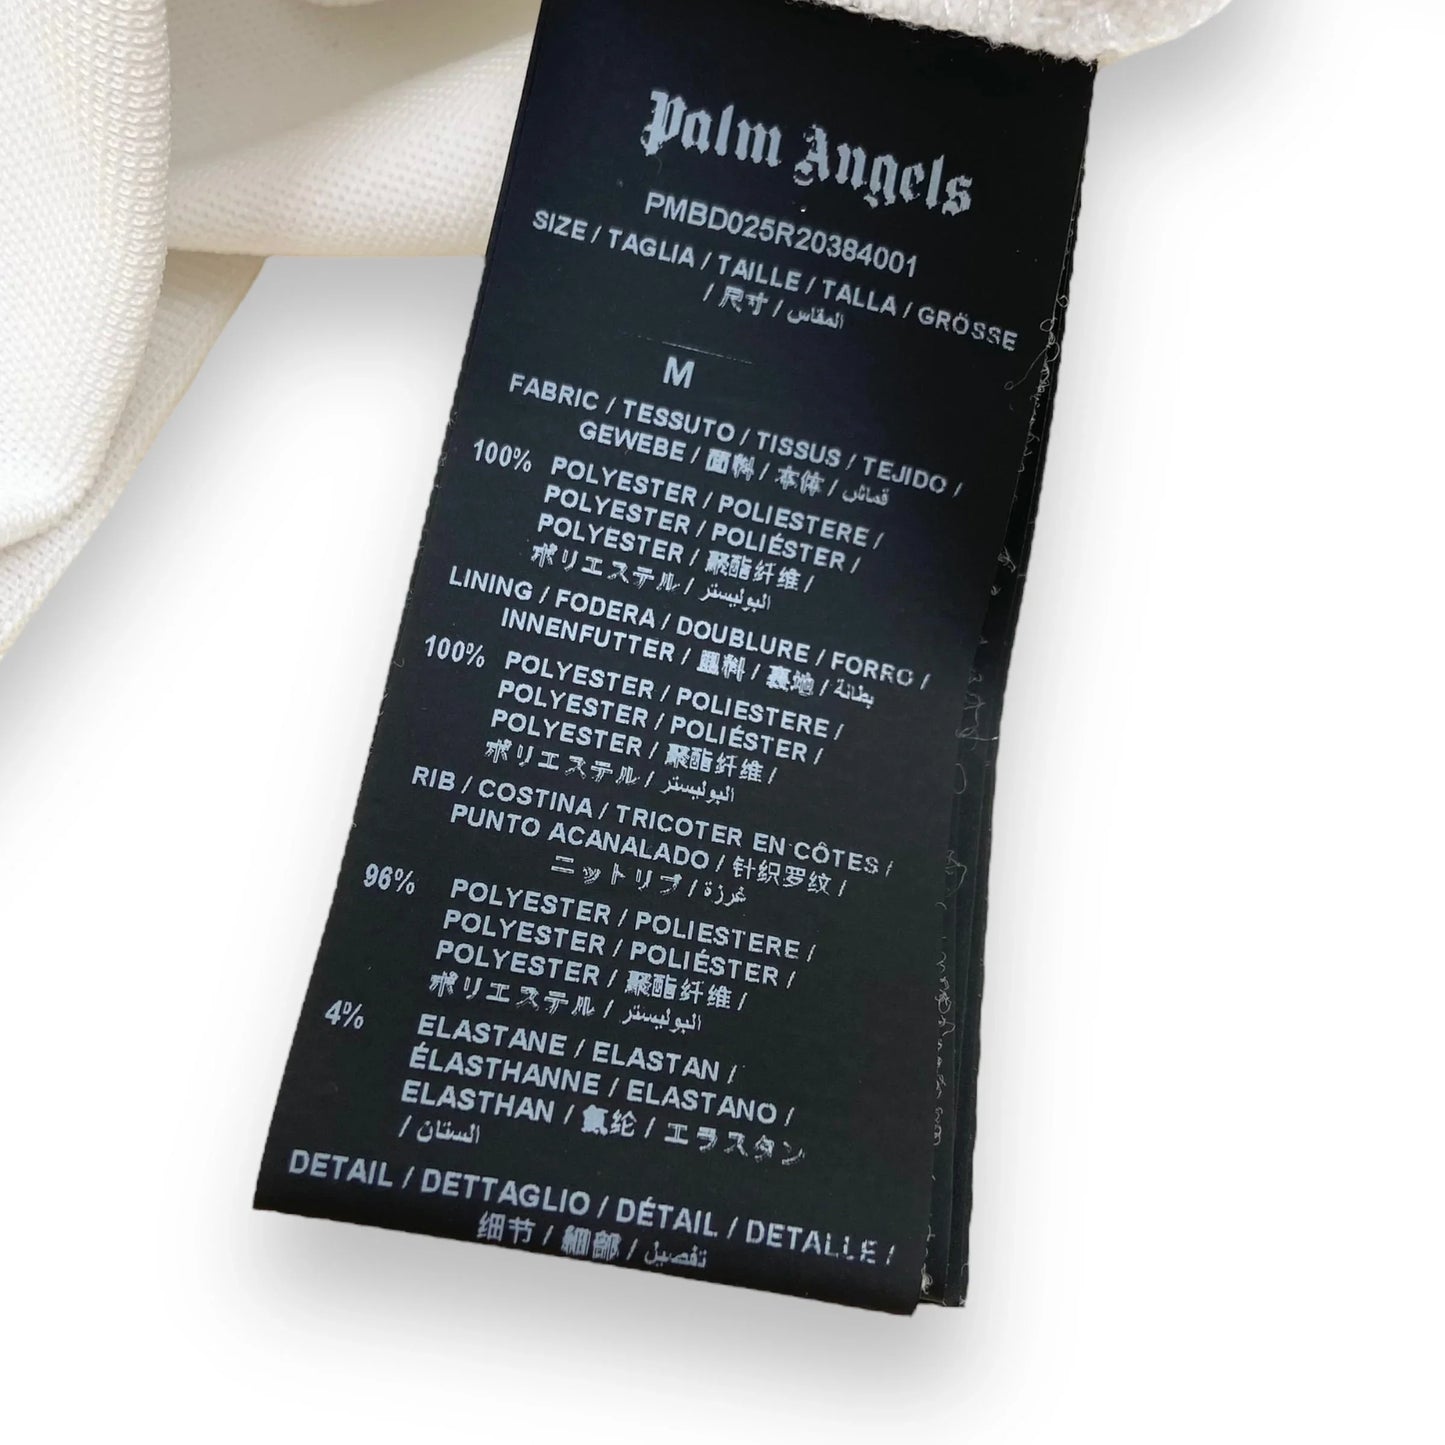 Palm Angels
PMBD025R20384001
SIZE / TAGLIA / TAILLE / TALLA / GRÖSSE
/ 尺寸 / المقاس
M
FABRIC / TESSUTO / TISSUS / TEJIDO /
GEWEBE / 面料 / 本体 / قماش
100% POLYESTER / POLIESTERE /
POLYESTER / POLIÉSTER /
POLYESTER / 聚酯纤维 /
ポリエステル / البوليستر
LINING / FODERA / DOUBLURE / FORRO /
INNENFUTTER / 里料 / 裏地 / بطانة
100% POLYESTER / POLIESTERE /
POLYESTER / POLIÉSTER /
POLYESTER / 聚酯纤维 /
ポリエステル / البوليستر
RIB / COSTINA / TRICOTER EN CÔTES /
PUNTO ACANALADO / 针织罗纹 /
ニットリブ / غرزة
96% POLYESTER / POLIESTERE /
POLYESTER / POLIÉSTER /
POLYESTER / 聚酯纤维 /
ポリエステル / البوليستر
4% ELASTANE / ELASTAN /
ÉLASTHANNE / ELASTANO /
ELASTHAN / 氨纶 / エラスタン
/ الستان
DETAIL / DETTAGLIO / DÉTAIL / DETALLE /
细节 / 細部 / تفصيل